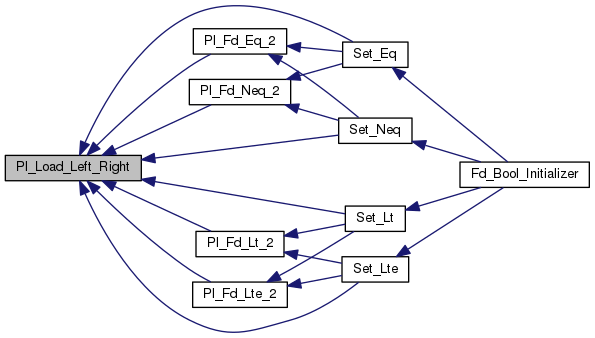 Pl_Fd_Eq_2
Set_Eq
Pl_Fd_Neq_2
Set_Neq
Pl_Load_Left_Right
Fd_Bool_Initializer
Set_Lt
Pl_Fd_Lt_2
Set_Lte
Pl_Fd_Lte_2